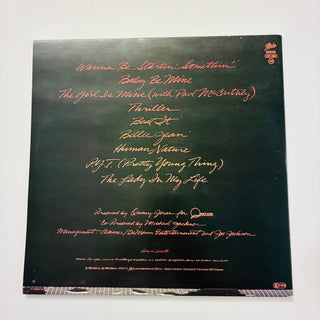 Epic
Wanna Be Startin' Somethin'
Baby Be Mine
The Girl Is Mine (with Paul McCartney)
Thriller
Beat It
Billie Jean
Human Nature
P.Y.T. (Pretty Young Thing)
The Lady In My Life
Produced by Quincy Jones for
Co-Produced by Michael Jackson
Management: Weisner/DeMann Entertainment and Joe Jackson